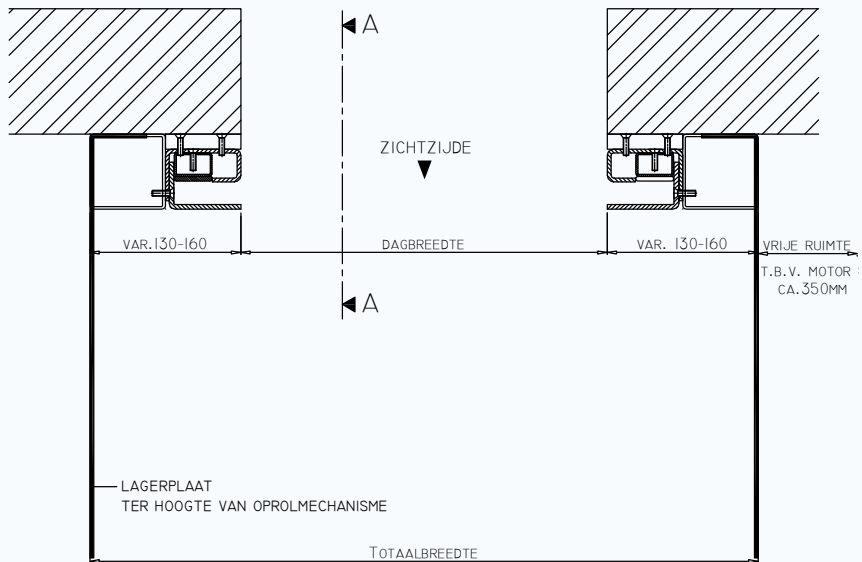 A
ZICHTZIJDE
VAR.130-160
DAGBREEDTE
VAR. 130-160
VRIJE RUIMTE
T.B.V. MOTOR
CA.350MM
A
LAGERPLAAT
TER HOOGTE VAN OPROLMECHANISME
TOTAALBREEDTE